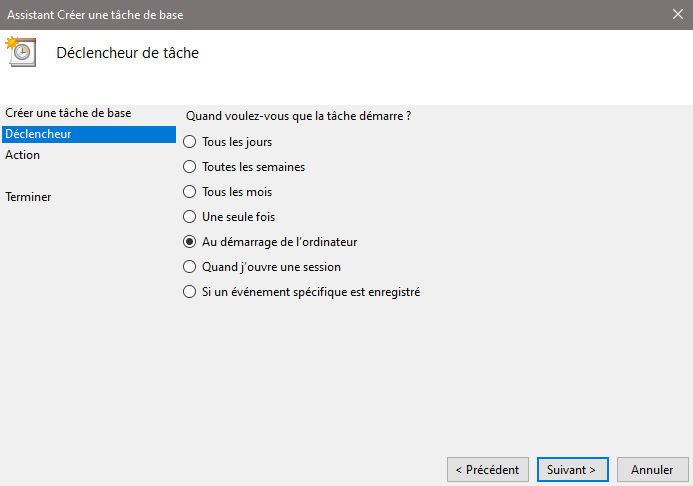 Assistant Créer une tâche de base
Déclencheur de tâche
Créer une tâche de base
Déclencheur
Action
Terminer
Quand voulez-vous que la tâche démarre ?
Tous les jours
Toutes les semaines
Tous les mois
Une seule fois
Au démarrage de l'ordinateur
Quand j'ouvre une session
Si un événement spécifique est enregistré
< Précédent
Suivant >
Annuler